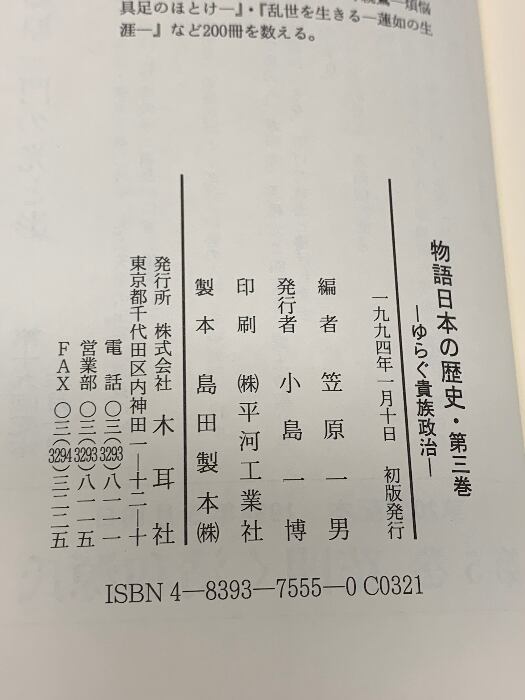 具足のほとけ―』・『乱世を生きる―蓮如の生
涯―』など200冊を数える。
物語日本の歴史・第三巻
―ゆらぐ貴族政治―
一九九四年一月十日 初版発行
編者 笠原一男
発行者 小島一博
印刷 ㈱平河工業社
製本 島田製本㈱
発行所 株式会社 木耳社
東京都千代田区内神田一―十二―十
電話 〇三(3293)八一一一
営業部 〇三(3293)八一一五
FAX 〇三(3294)三二二五
ISBN 4―8393―7555―0 C0321